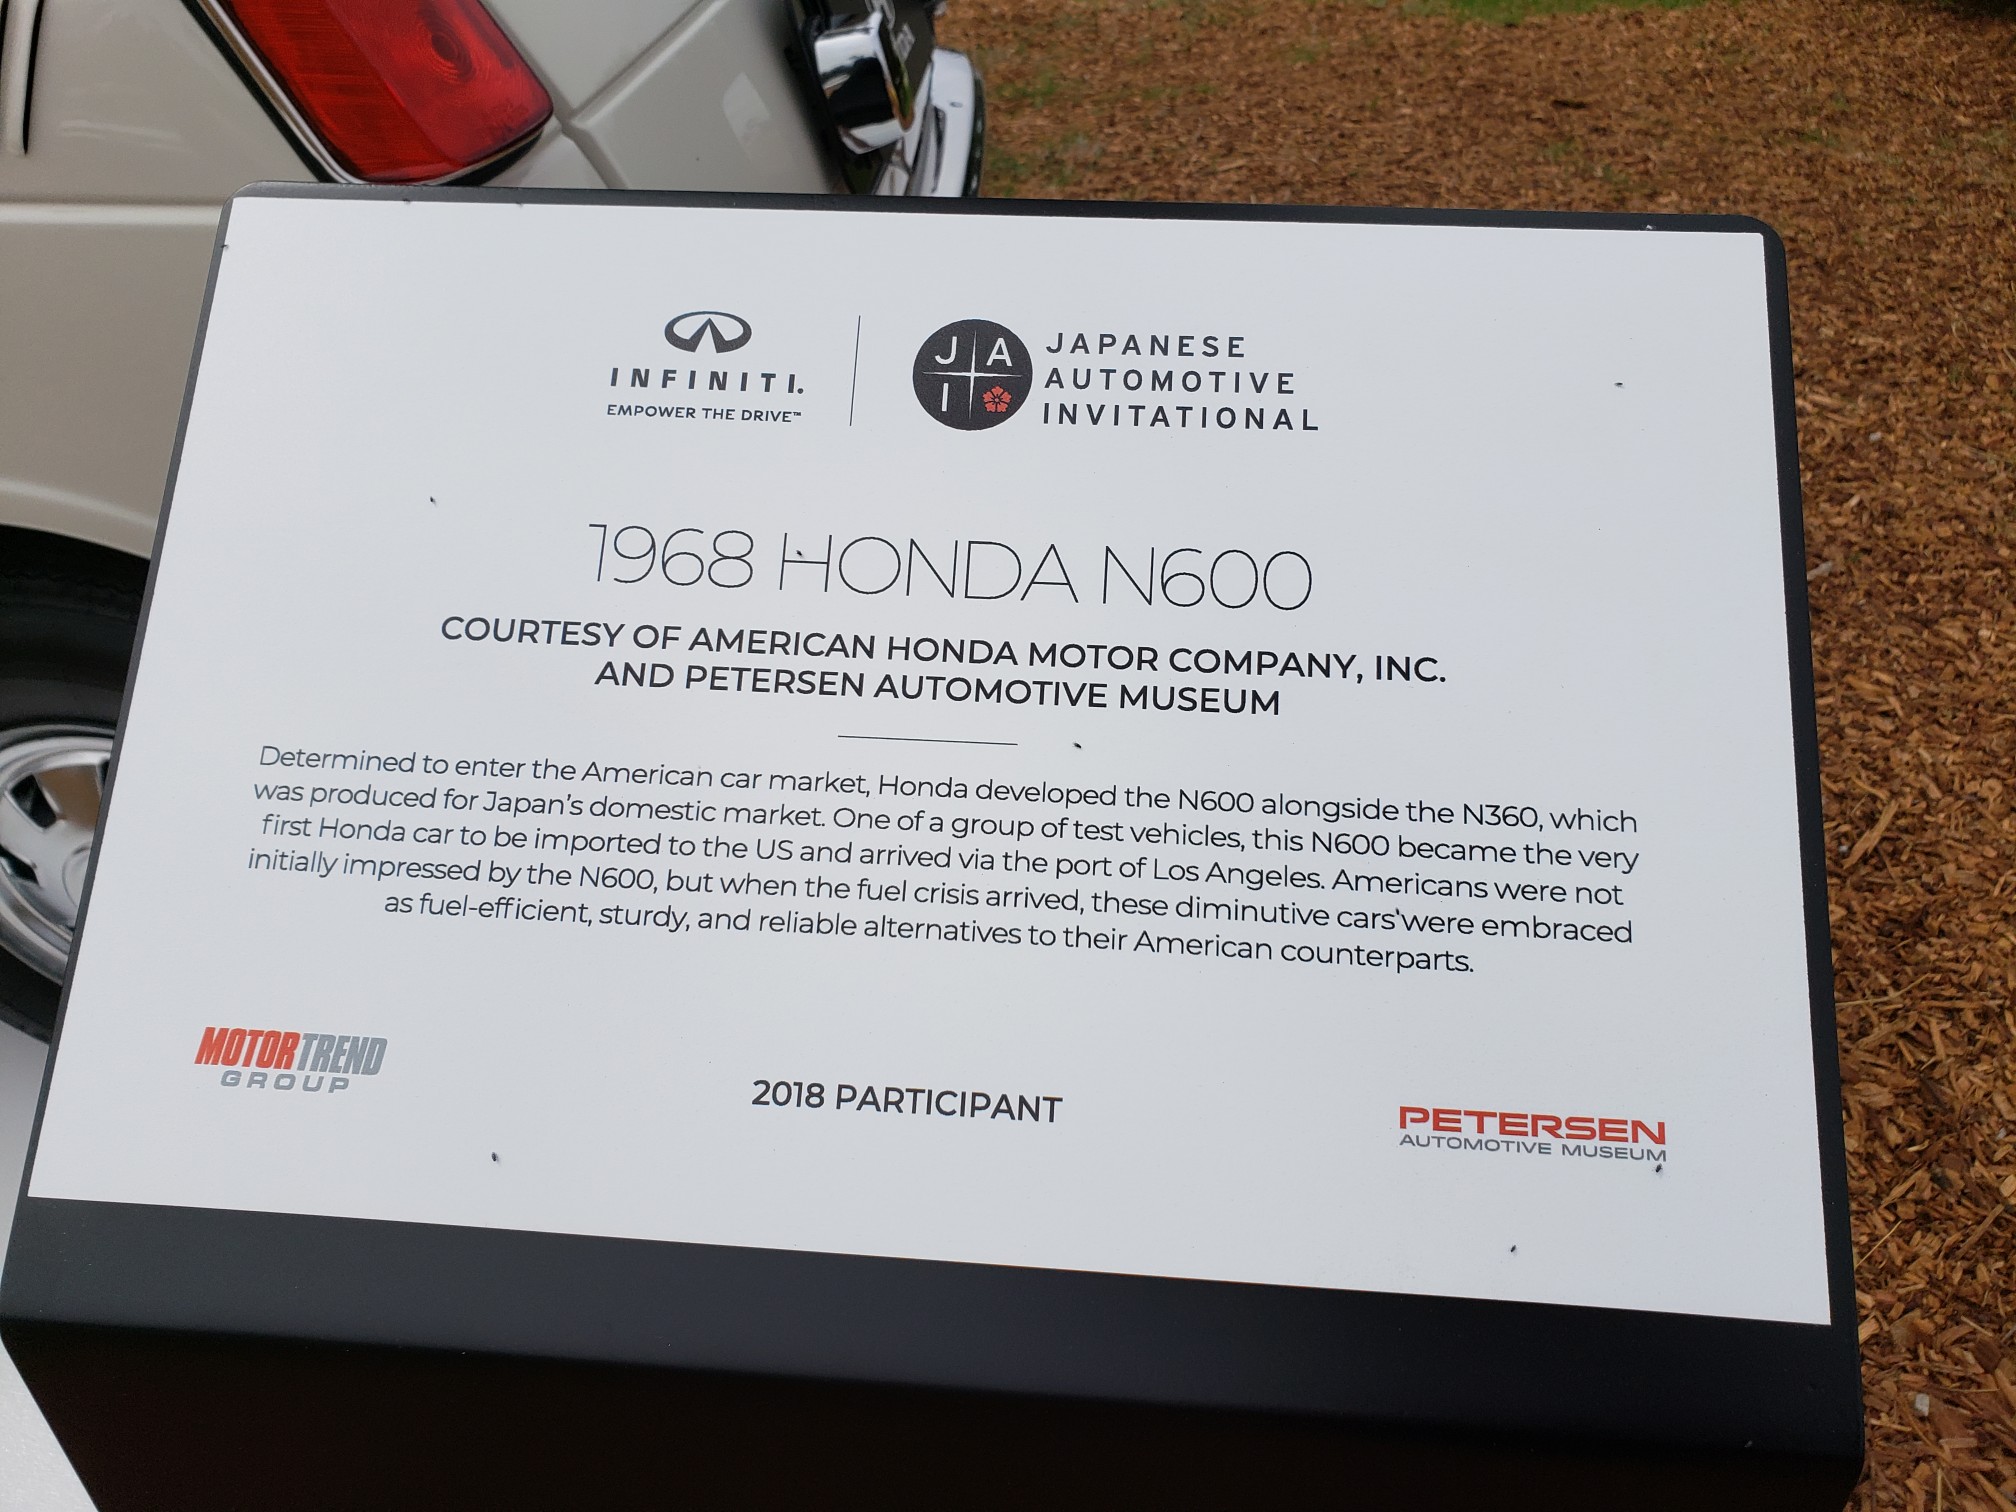 INFINITI.
EMPOWER THE DRIVE™
J A
I
JAPANESE
AUTOMOTIVE
INVITATIONAL
1968 HONDA N600
COURTESY OF AMERICAN HONDA MOTOR COMPANY, INC.
AND PETERSEN AUTOMOTIVE MUSEUM
Determined to enter the American car market, Honda developed the N600 alongside the N360, which
was produced for Japan's domestic market. One of a group of test vehicles, this N600 became the very
first Honda car to be imported to the US and arrived via the port of Los Angeles. Americans were not
initially impressed by the N600, but when the fuel crisis arrived, these diminutive cars were embraced
as fuel-efficient, sturdy, and reliable alternatives to their American counterparts.
MOTORTREND
GROUP
2018 PARTICIPANT
PETERSEN
AUTOMOTIVE MUSEUM